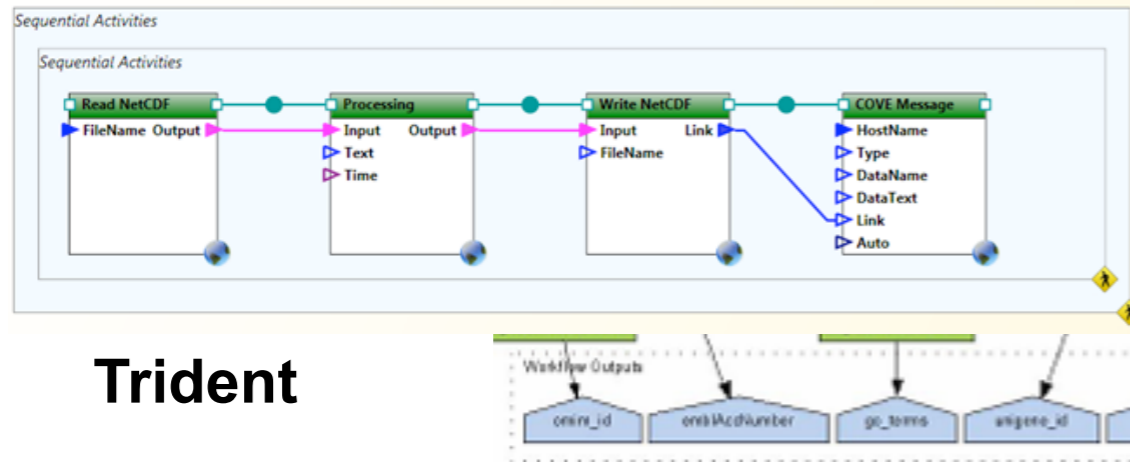 Sequential Activities
Sequential Activities
Read NetCDF
Processing
Write NetCDF
COVE Message
FileName Output
Input Output
Input Link
HostName
Text
FileName
Type
Time
DataName
DataText
Link
Auto
Trident
Workflow Outputs
omim_id
emblAccNumber
go_terms
unigene_id